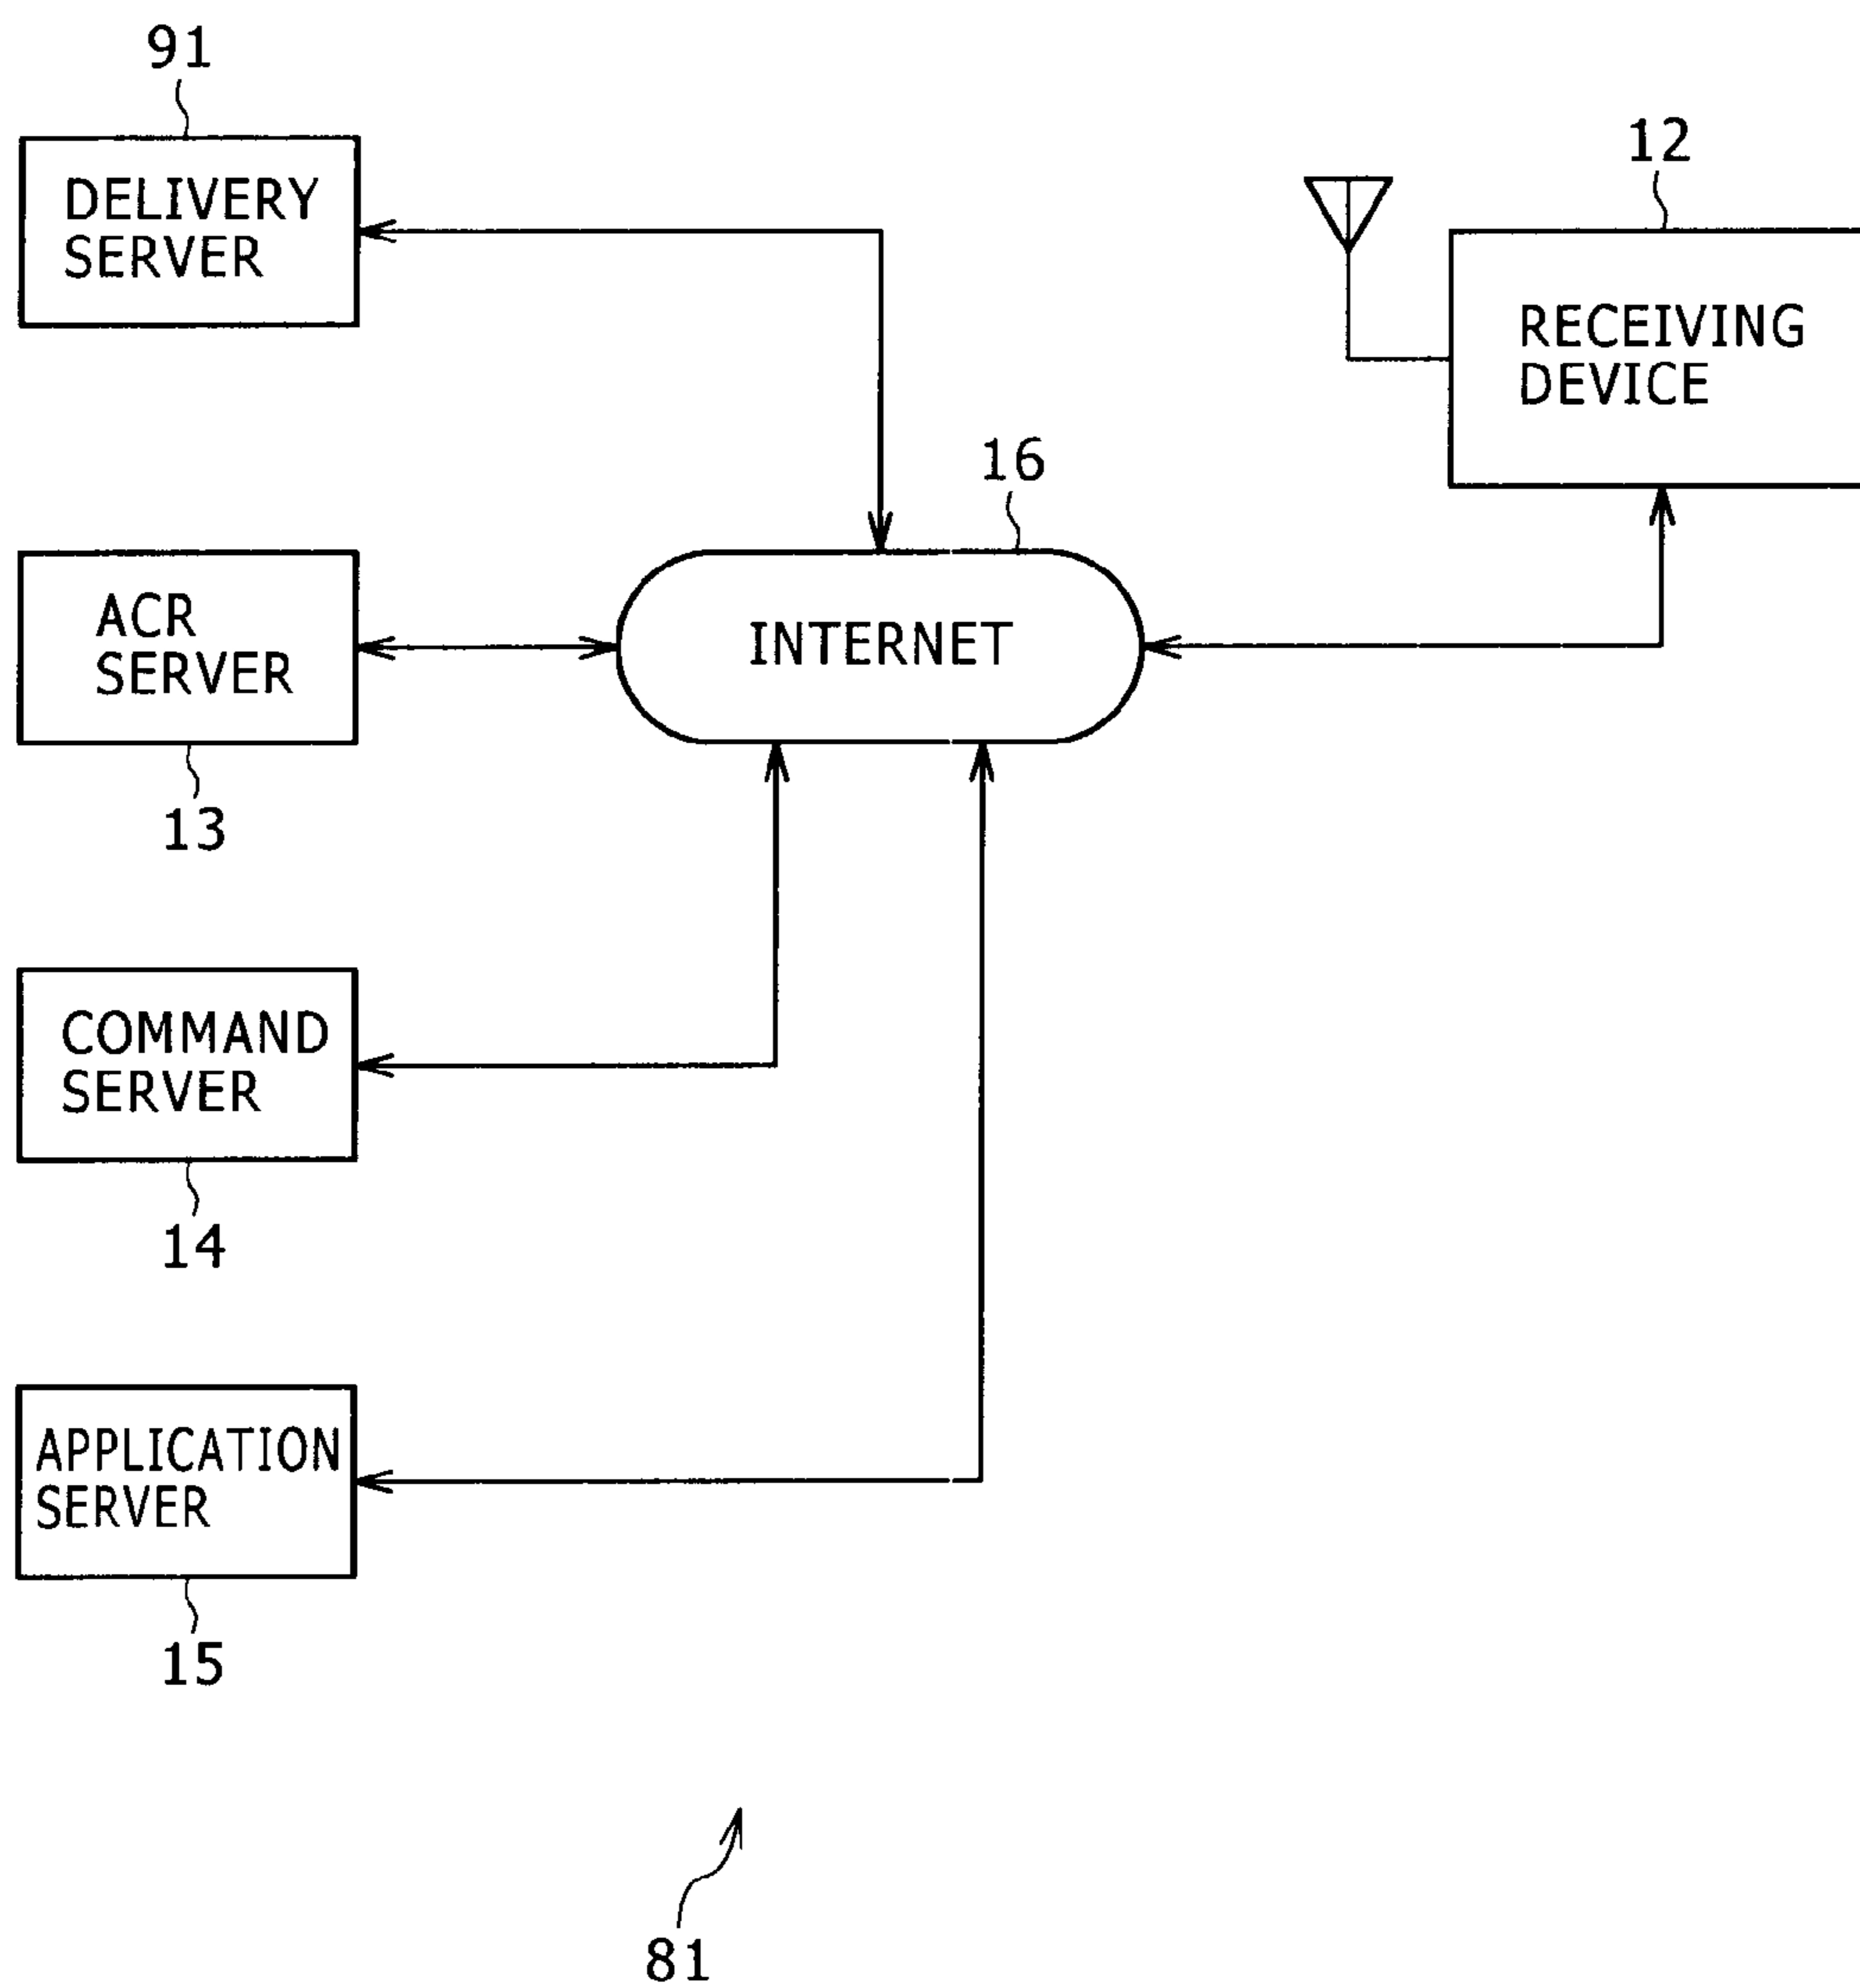 91
DELIVERY
SERVER
12
RECEIVING
DEVICE
16
INTERNET
ACR
SERVER
13
COMMAND
SERVER
14
APPLICATION
SERVER
15
81